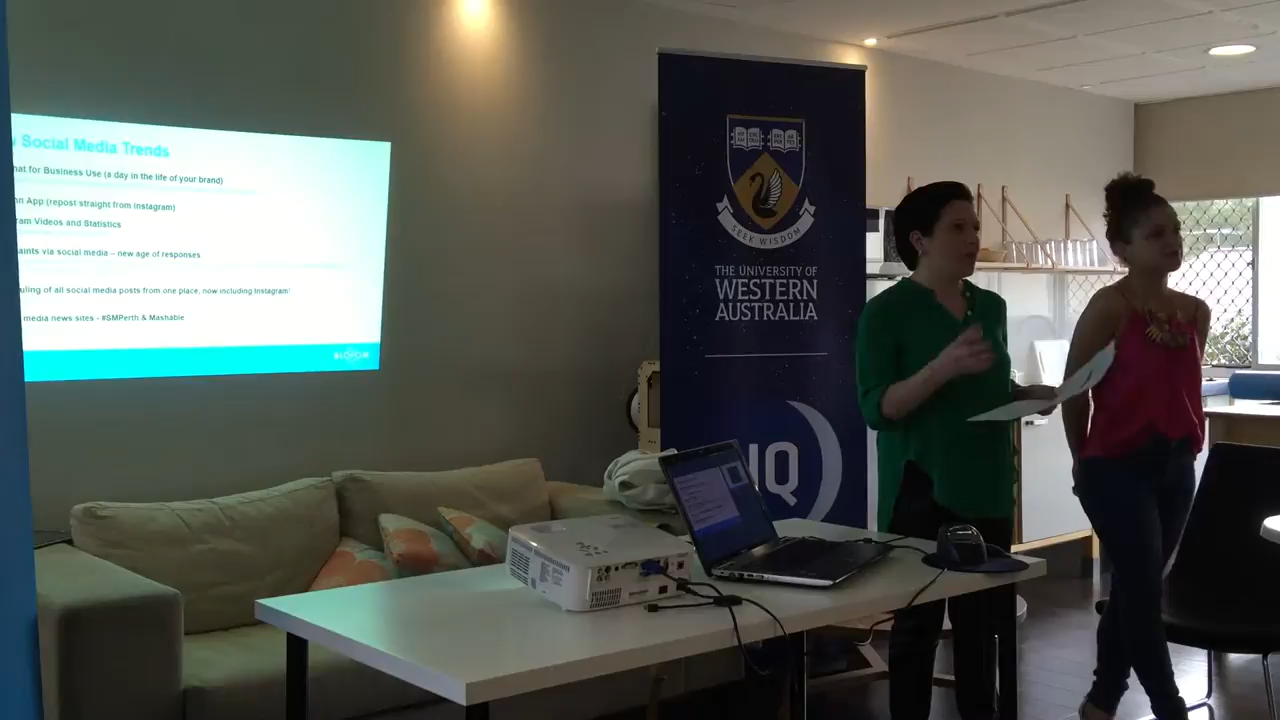 Social Media Trends
hat for Business Use (a day in the life of your brand)
App (repost straight from Instagram)
ram Videos and Statistics
aints via social media – new age of responses
uling of all social media posts from one place, now including Instagram!
media news sites - #SMPerth & Mashable
SEEK WISDOM
THE UNIVERSITY OF
WESTERN
AUSTRALIA
IQ